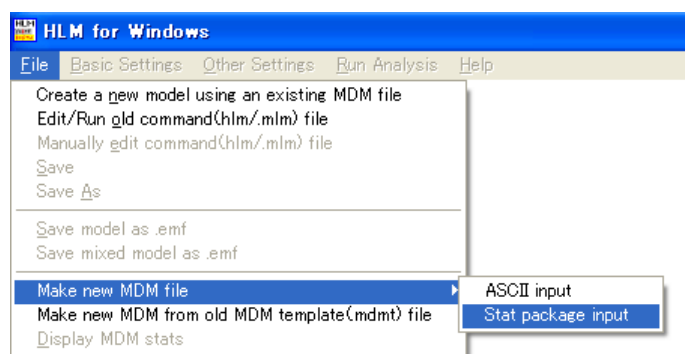 HLM for Windows
File Basic Settings Other Settings Run Analysis Help
Create a new model using an existing MDM file
Edit/Run old command(hlm/.mlm) file
Manually edit command(hlm/.mlm) file
Save
Save As
Save model as .emf
Save mixed model as .emf
Make new MDM file
ASCII input
Make new MDM from old MDM template(mdmt) file
Stat package input
Display MDM stats